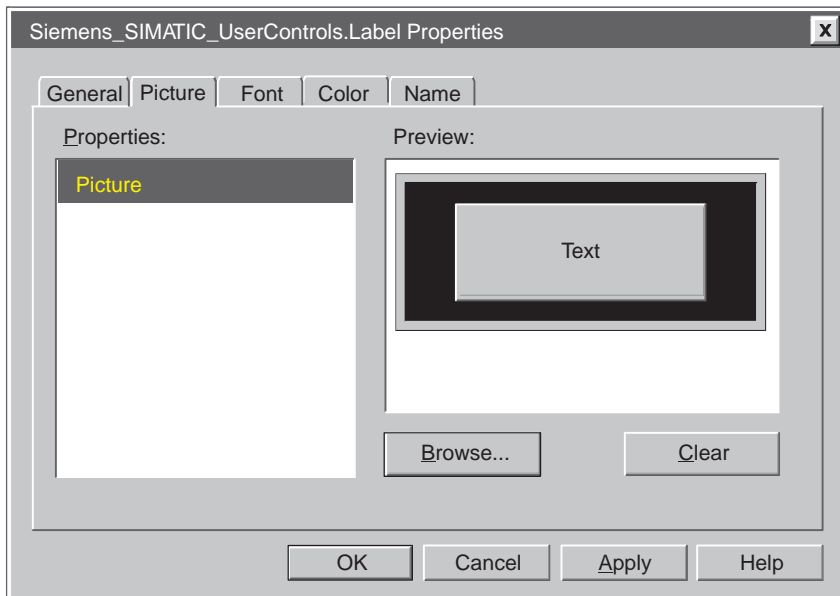 Siemens_SIMATIC_UserControls.Label Properties
X
General Picture Font Color Name
Properties: Preview:
Picture
Text
Browse... Clear
OK Cancel Apply Help